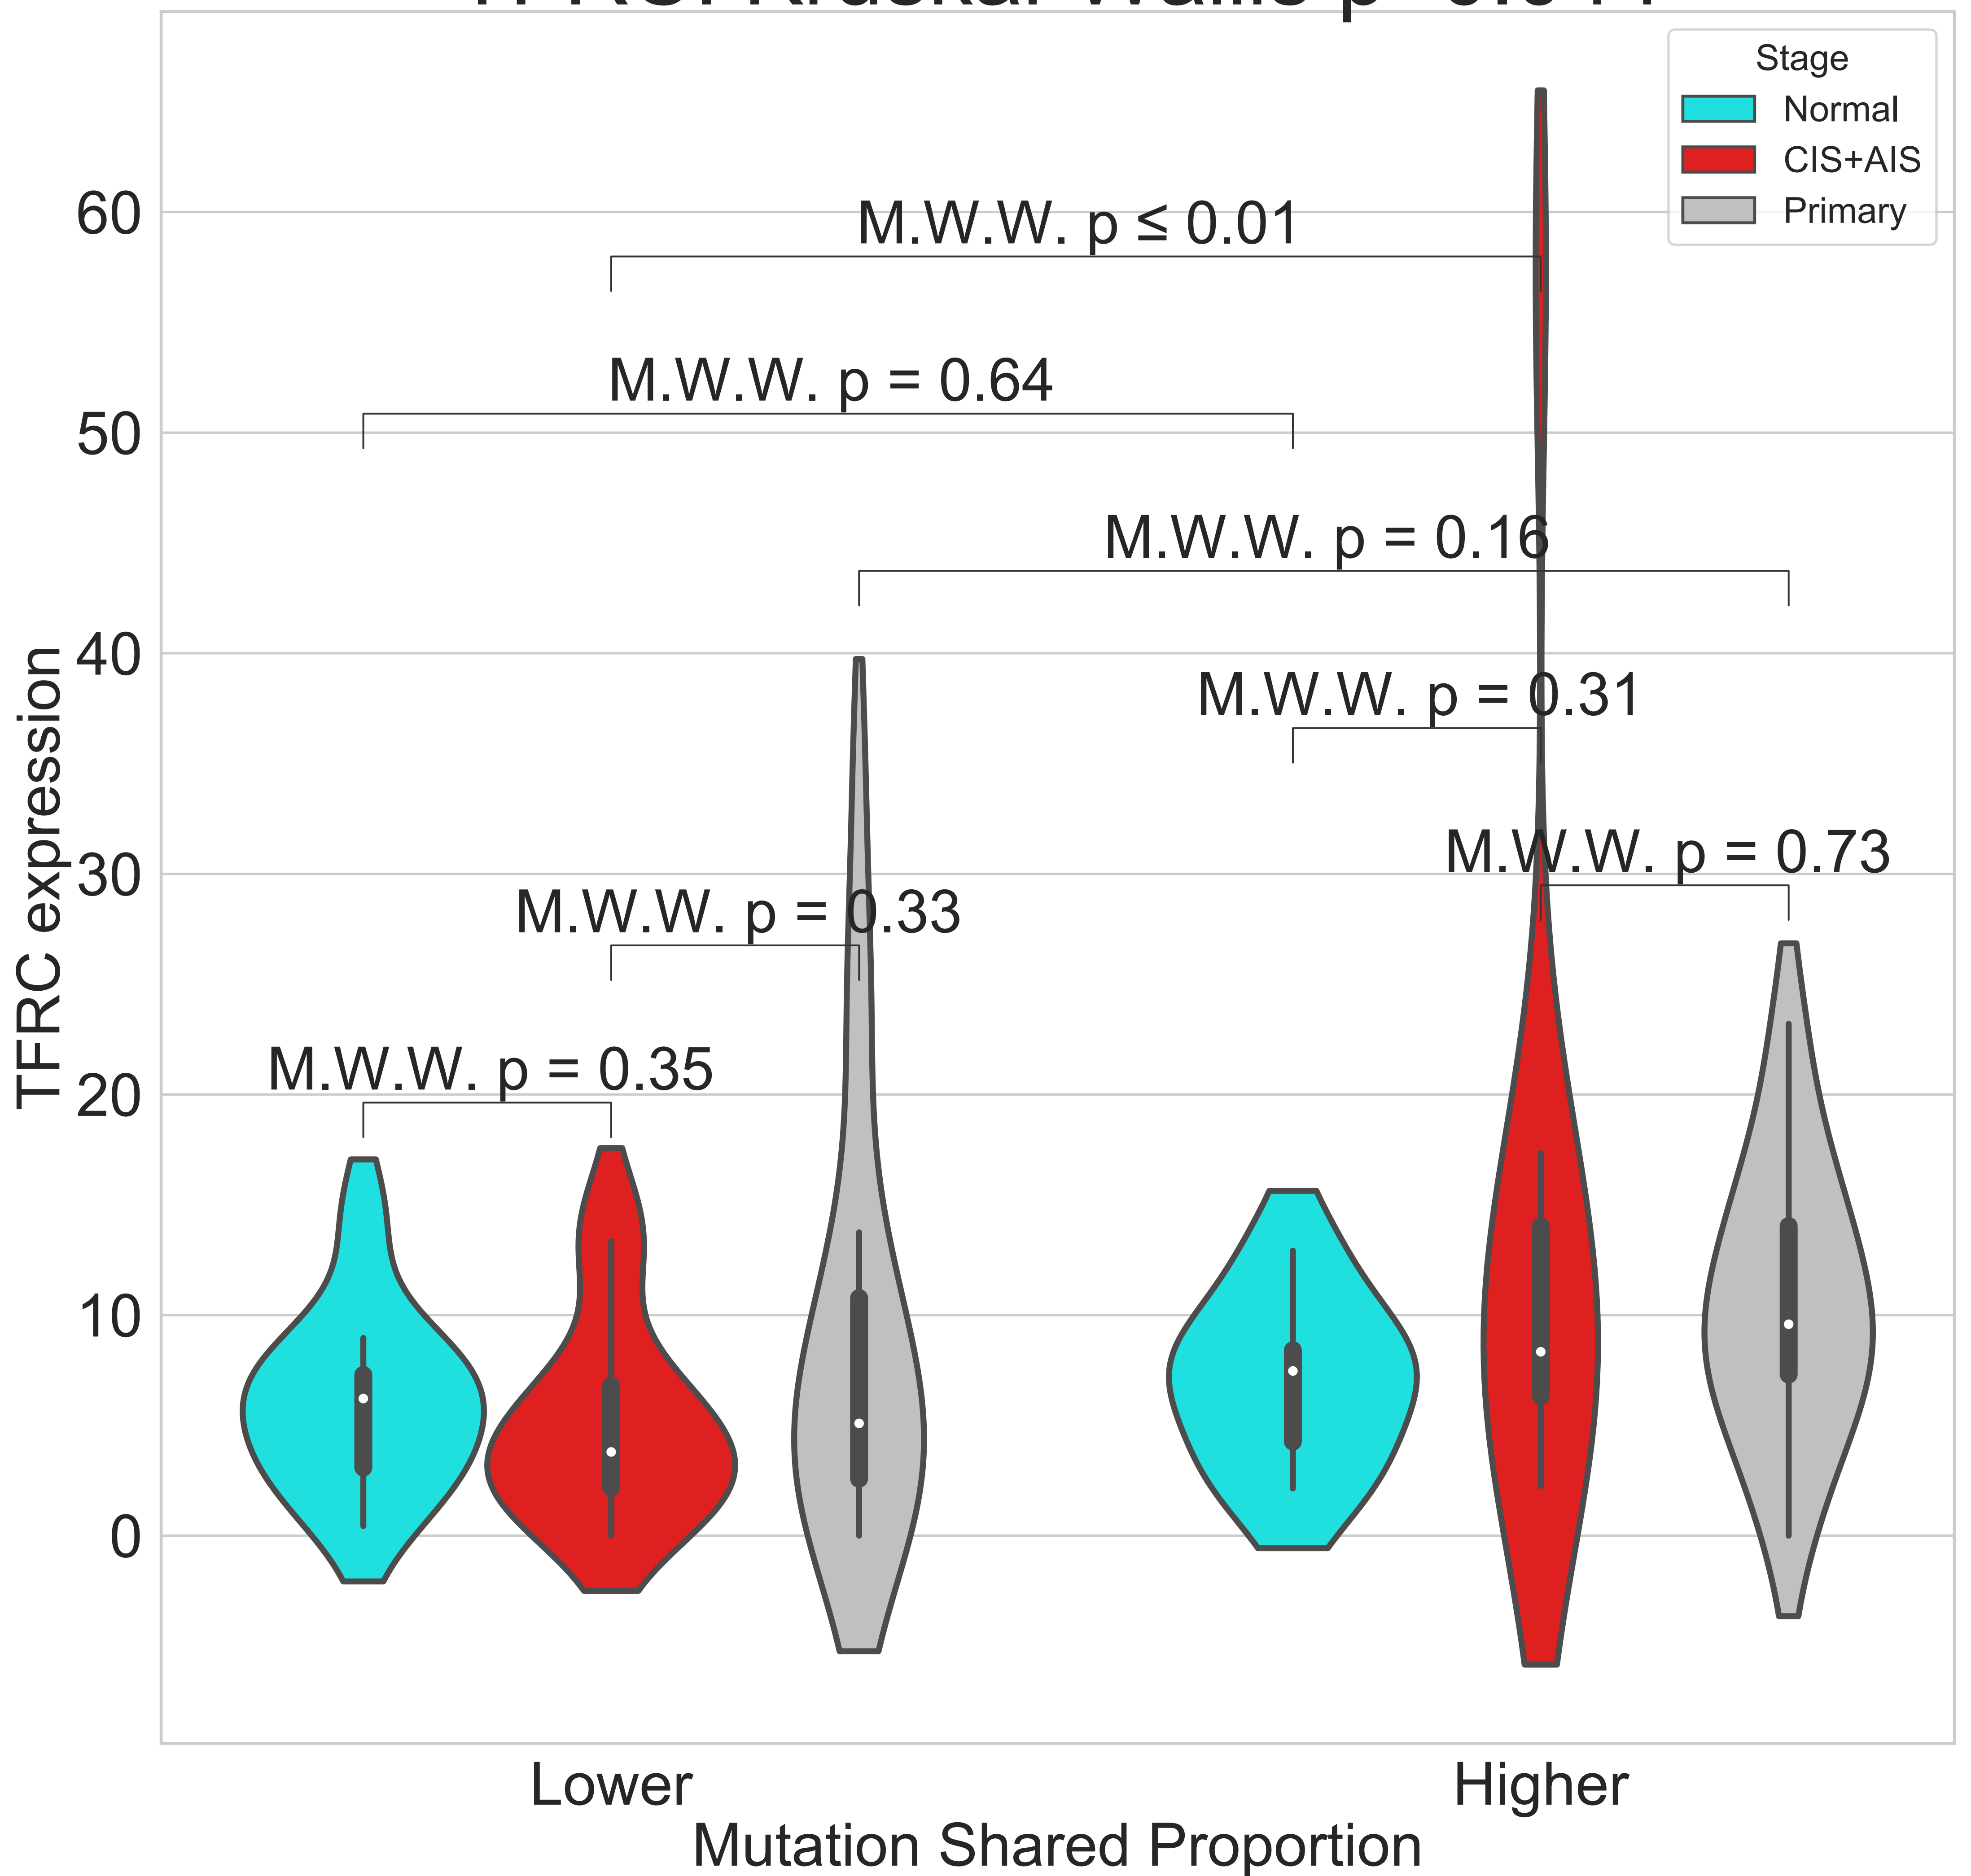 Stage
Normal
CIS+AIS
Primary
60
50
40
30
20
10
0
TFRC expression
M.W.W. p ≤ 0.01
M.W.W. p = 0.64
M.W.W. p = 0.16
M.W.W. p = 0.31
M.W.W. p = 0.73
M.W.W. p = 0.33
M.W.W. p = 0.35
Lower
Higher
Mutation Shared Proportion